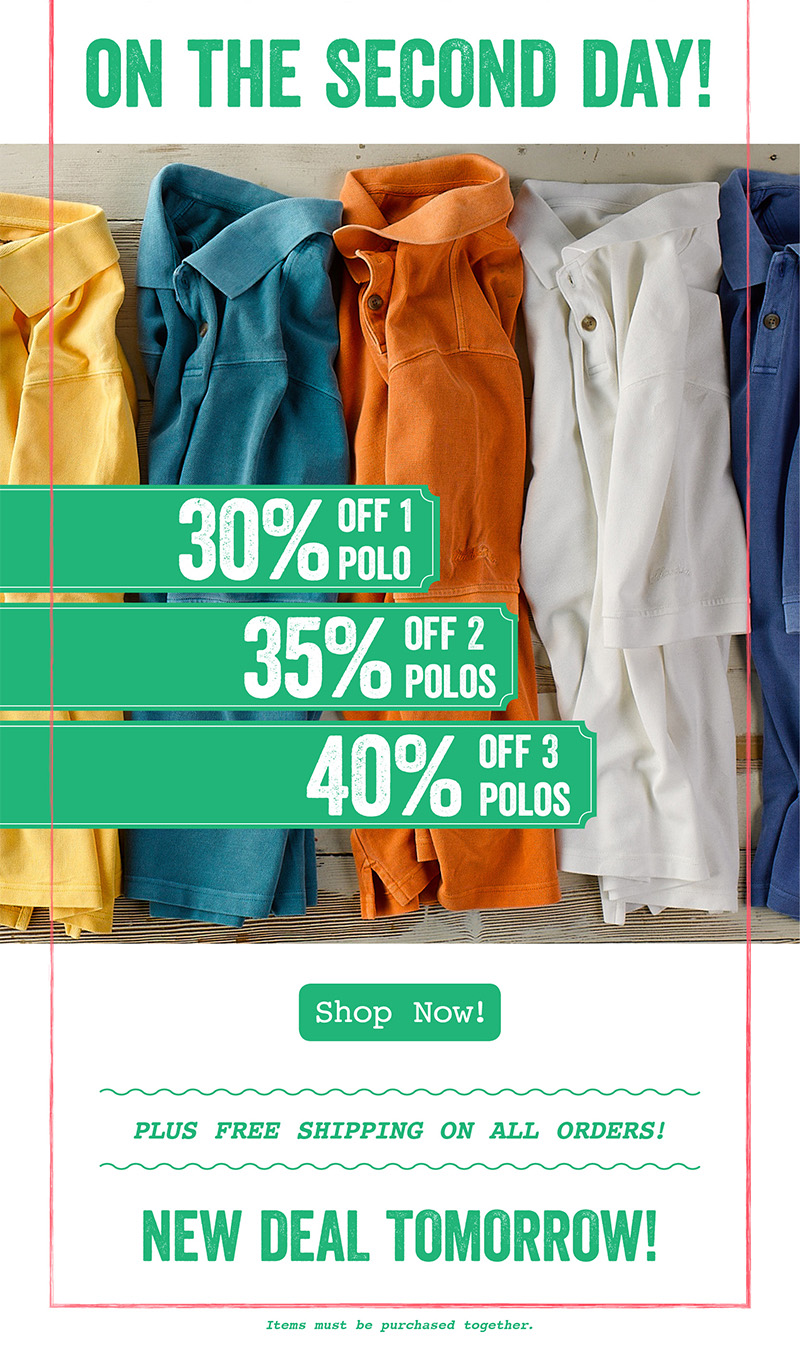 ON THE SECOND DAY!
30% OFF 1
POLO
35% OFF 2
POLOS
40% OFF 3
POLOS
Shop Now!
PLUS FREE SHIPPING ON ALL ORDERS!
NEW DEAL TOMORROW!
Items must be purchased together.